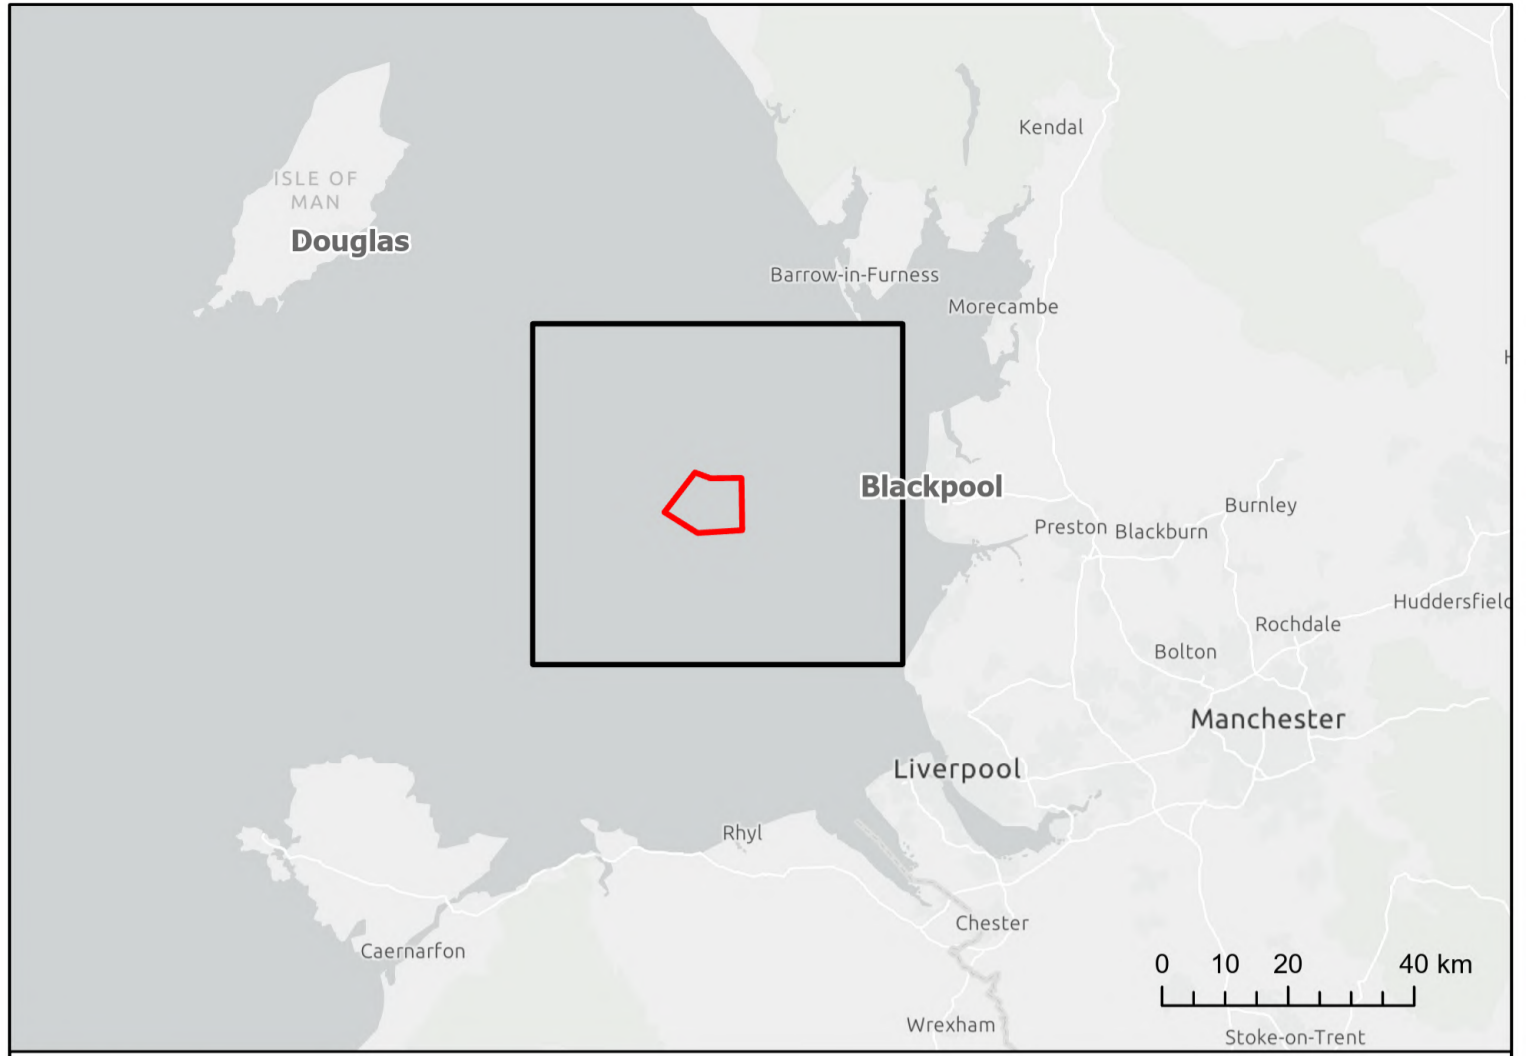 Kendal
ISLE OF
MAN
Douglas
Barrow-in-Furness
Morecambe
H
Blackpool
Burnley
Preston
Blackburn
Huddersfield
Rochdale
Bolton
Manchester
Liverpool
Rhyl
Chester
Caernarfon
0 10 20 40 km
Wrexham
Stoke-on-Trent